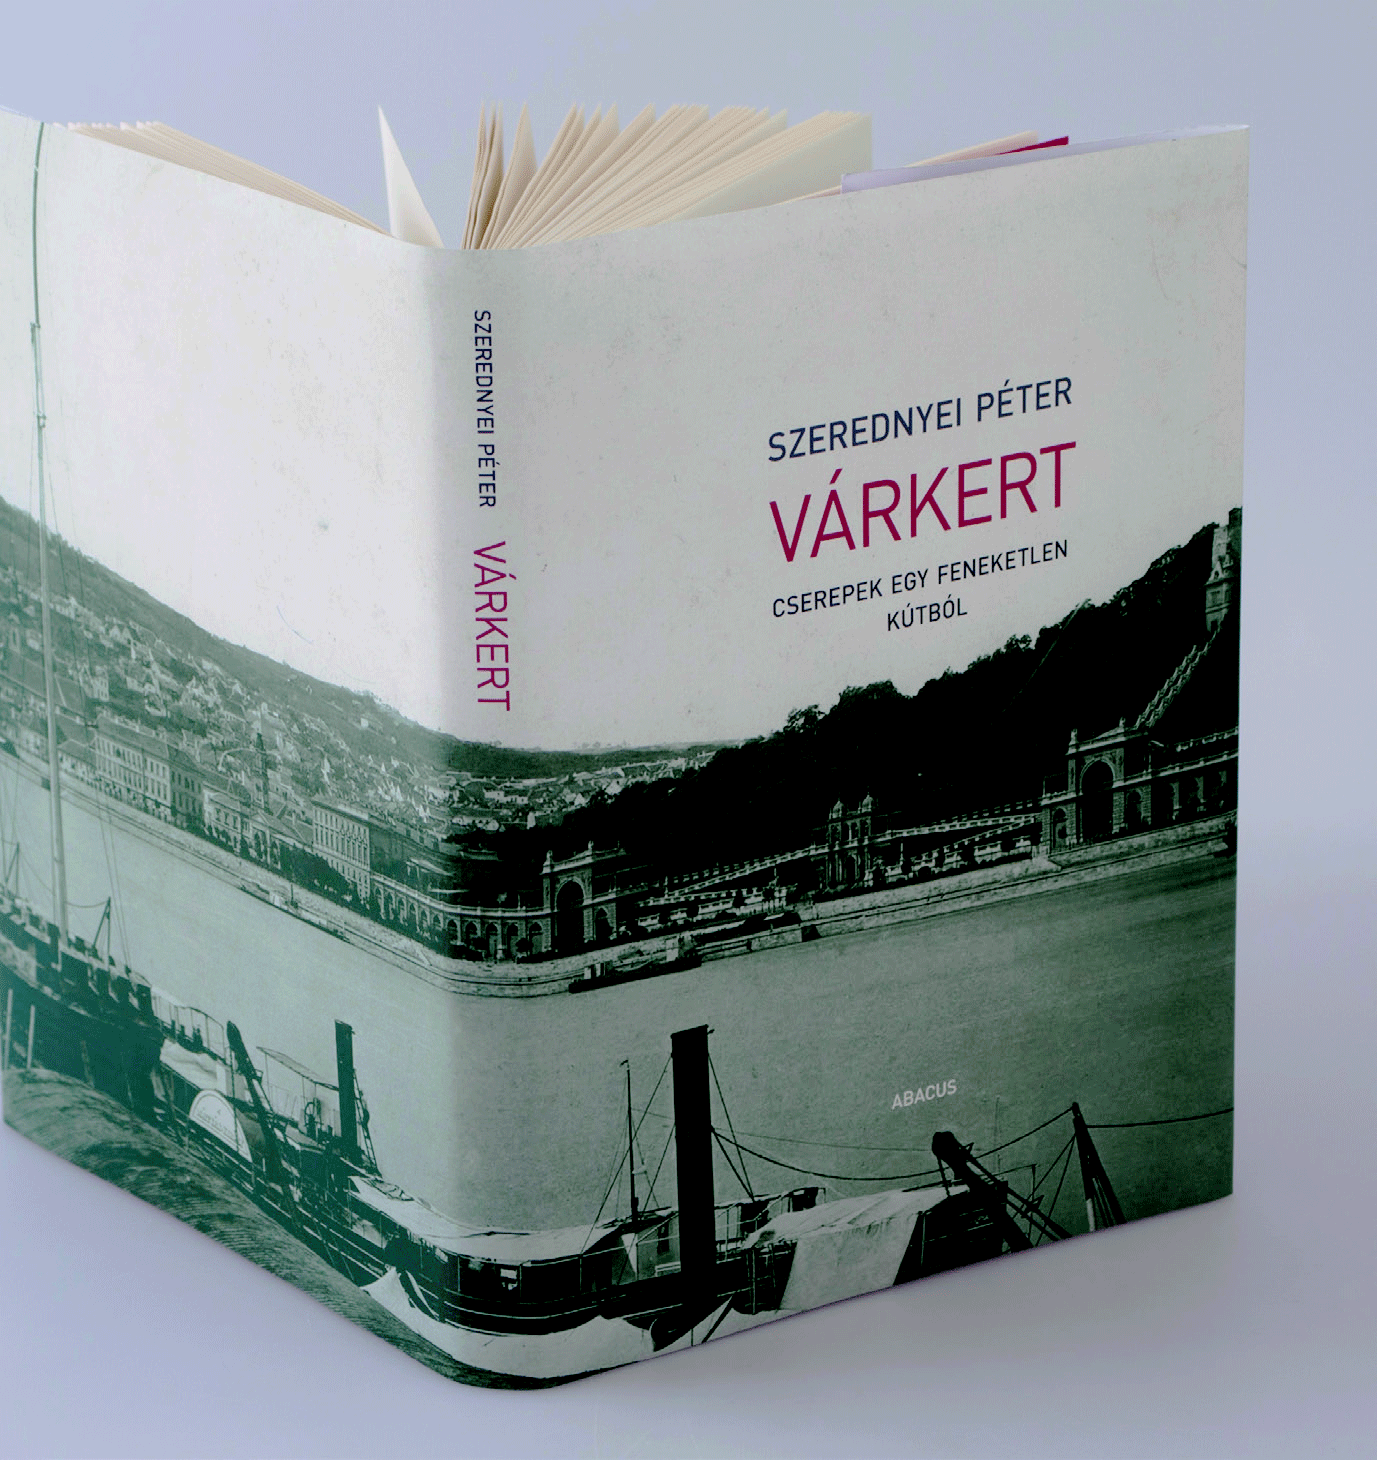 SZEREDNYEI PÉTER VÁRKERT
SZEREDNYEI PÉTER
VÁRKERT
CSEREPEK EGY FENEKETLEN
KÚTBÓL
ABACUS